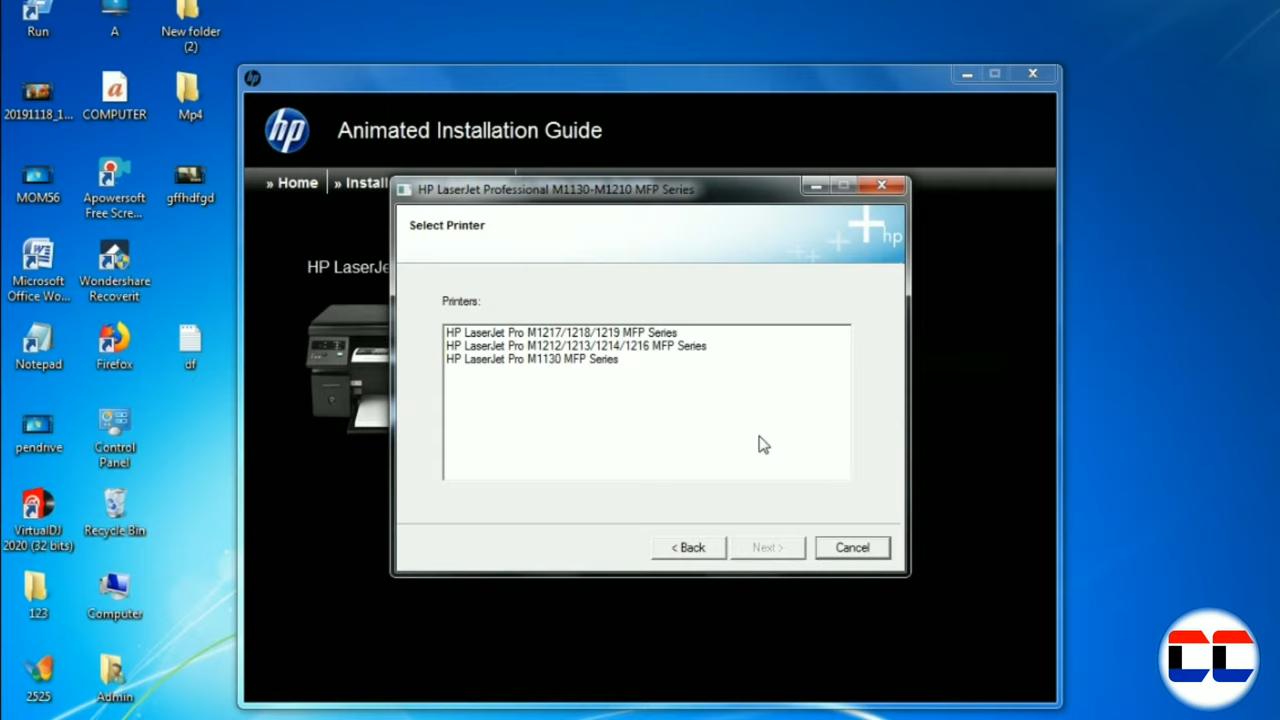 Run
A
New folder
(2)
20191118_1...
COMPUTER
Mp4
MOM56
Apowersoft
Free Scre...
gffhdfgd
Microsoft
Office Wo...
Wondershare
Recoverit
Notepad
Firefox
df
pendrive
Control
Panel
VirtualDJ
2020 (32 bits)
Recycle Bin
123
Computer
2525
Admin
hp
hp
Animated Installation Guide
» Home
» Install
HP LaserJe
HP LaserJet Professional M1130-M1210 MFP Series
Select Printer
hp
Printers:
HP LaserJet Pro M1217/1218/1219 MFP Series
HP LaserJet Pro M1212/1213/1214/1216 MFP Series
HP LaserJet Pro M1130 MFP Series
< Back
Next >
Cancel
CC